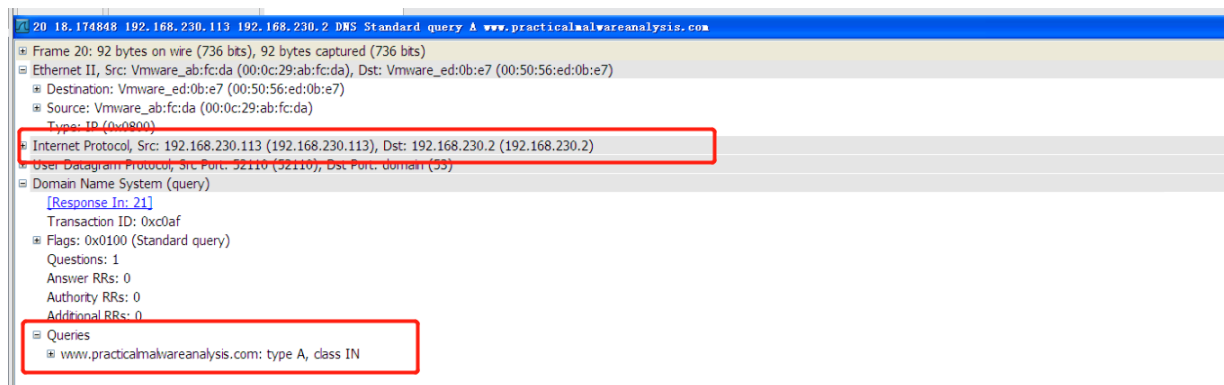 20 18.174848 192.168.230.113 192.168.230.2 DNS Standard query A www.practicalmalwareanalysis.com
Frame 20: 92 bytes on wire (736 bits), 92 bytes captured (736 bits)
Ethernet II, Src: Vmware_ab:fc:da (00:0c:29:ab:fc:da), Dst: Vmware_ed:0b:e7 (00:50:56:ed:0b:e7)
Destination: Vmware_ed:0b:e7 (00:50:56:ed:0b:e7)
Source: Vmware_ab:fc:da (00:0c:29:ab:fc:da)
Type: IP (0x0800)
Internet Protocol, Src: 192.168.230.113 (192.168.230.113), Dst: 192.168.230.2 (192.168.230.2)
User Datagram Protocol, Src Port: 52110 (52110), Dst Port: domain (53)
Domain Name System (query)
[Response In: 21]
Transaction ID: 0xc0af
Flags: 0x0100 (Standard query)
Questions: 1
Answer RRs: 0
Authority RRs: 0
Additional RRs: 0
Queries
www.practicalmalwareanalysis.com: type A, class IN